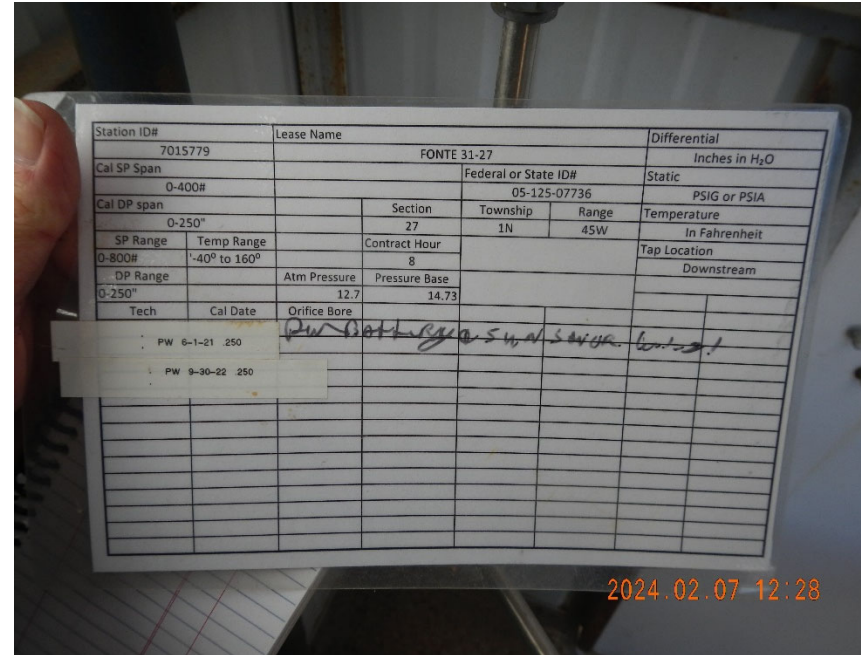 Station ID# Lease Name Differential
7015779 FONTE 31-27 Inches in H₂O
Cal SP Span Federal or State ID# Static
0-400# 05-125-07736 PSIG or PSIA
Cal DP span Section Township Range Temperature
0-250" 27 1N 45W In Fahrenheit
SP Range Temp Range Contract Hour Tap Location
0-800# '-40⁰ to 160⁰ 8 Downstream
DP Range Atm Pressure Pressure Base
0-250" 12.7 14.73
Tech Cal Date Orifice Bore
PW Battery
PW 6-1-21 .250
PW 9-30-22 .250
2024.02.07 12:28